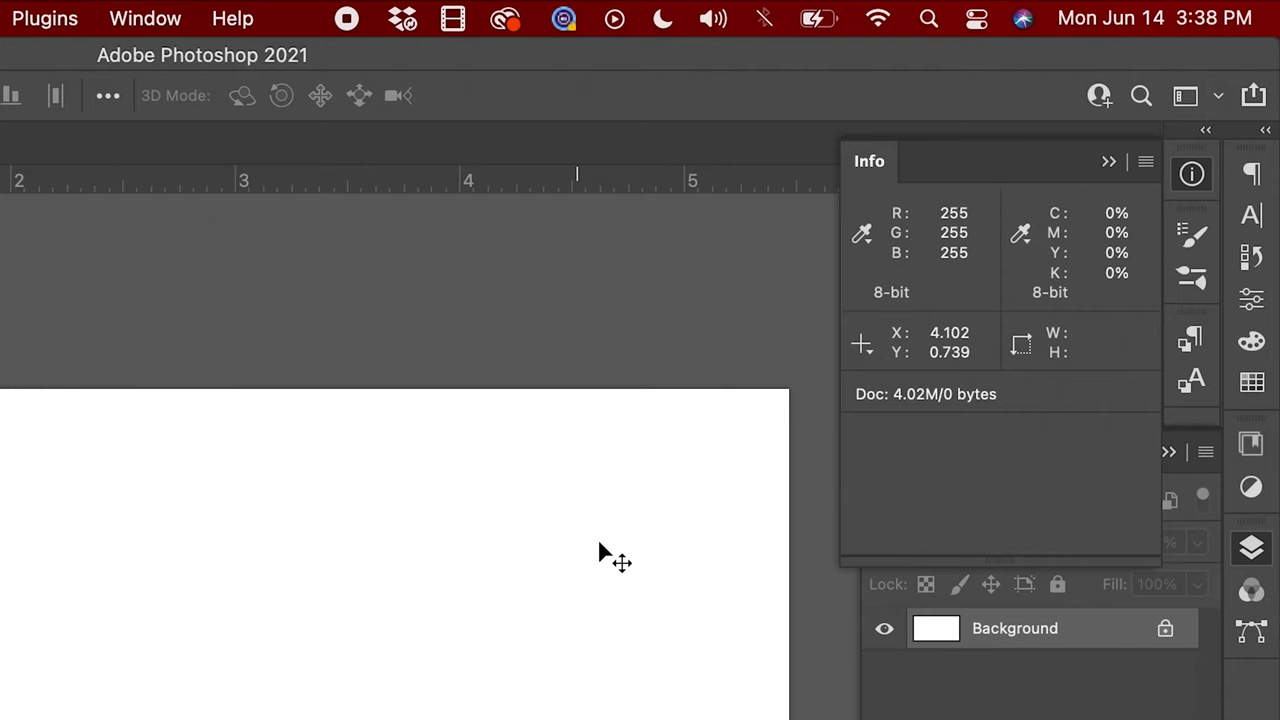 Plugins Window Help Mon Jun 14 3:38 PM
Adobe Photoshop 2021
3D Mode:
2 3 4 5
Info
R: 255 C: 0%
G: 255 M: 0%
B: 255 Y: 0%
K: 0%
8-bit 8-bit
X: 4.102 W:
Y: 0.739 H:
Doc: 4.02M/0 bytes
%
Lock: Fill: 100%
Background